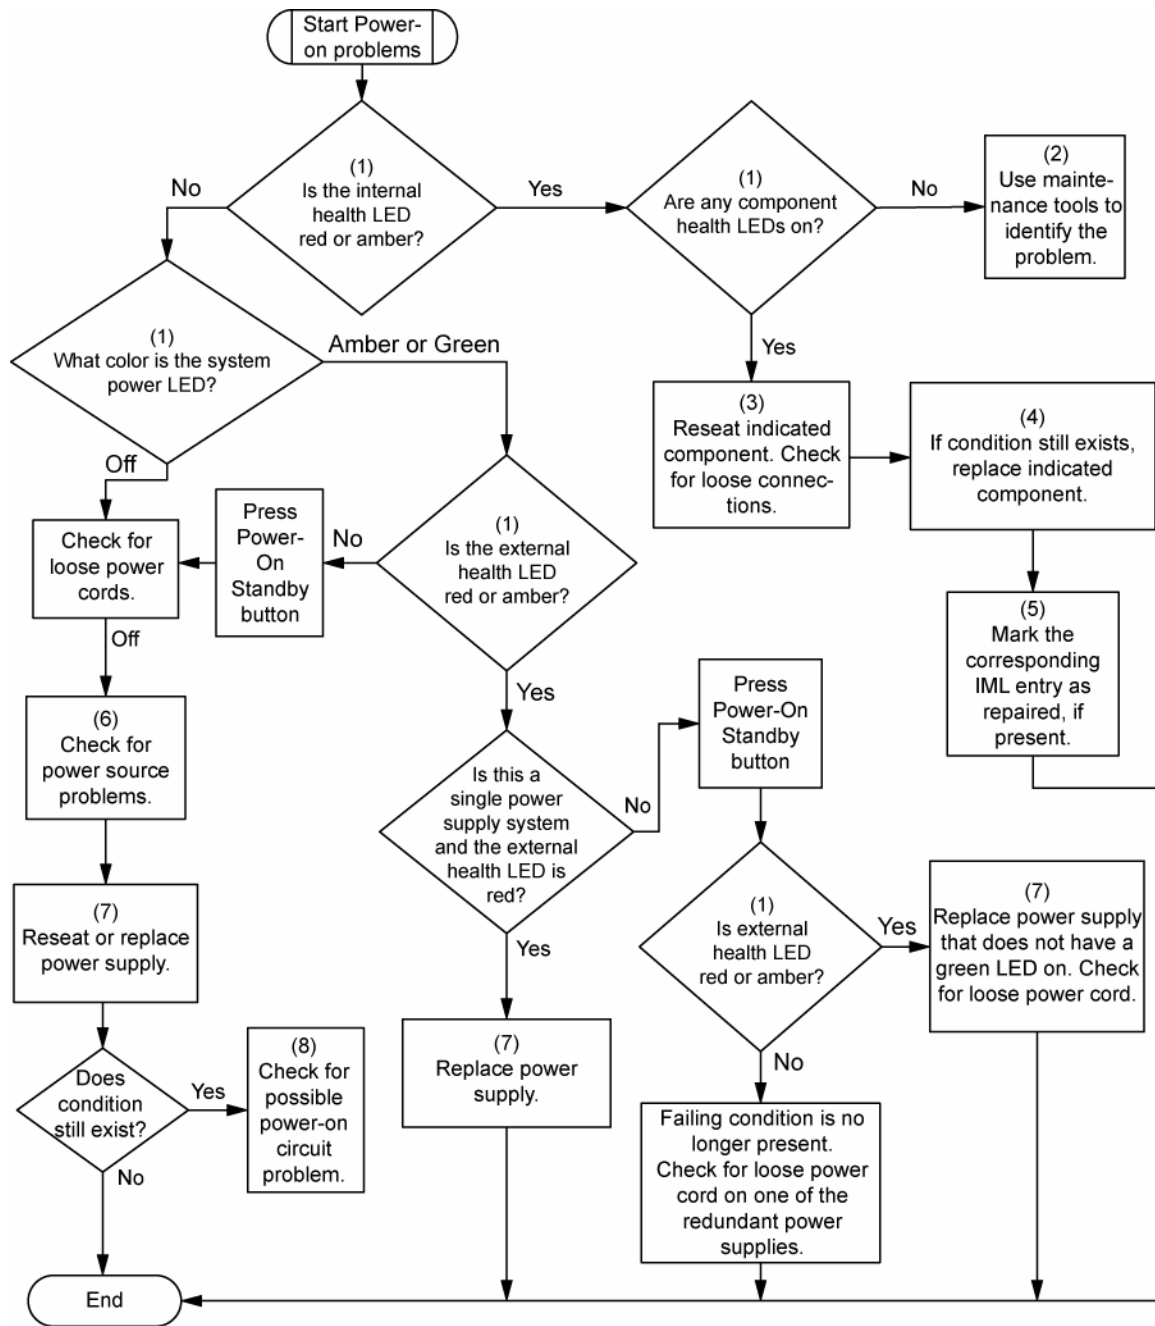 Start Power-
on problems
(1)
Is the internal
health LED
red or amber?
No
Yes
(1)
Are any component
health LEDs on?
No
(2)
Use mainte-
nance tools to
identify the
problem.
Yes
(1)
What color is the system
power LED?
Amber or Green
Off
(3)
Reseat indicated
component. Check
for loose connec-
tions.
(4)
If condition still exists,
replace indicated
component.
(5)
Mark the
corresponding
IML entry as
repaired, if
present.
(1)
Is the external
health LED
red or amber?
No
Press
Power-
On
Standby
button
Check for
loose power
cords.
Off
Yes
(6)
Check for
power source
problems.
Is this a
single power
supply system
and the external
health LED is
red?
No
Press
Power-On
Standby
button
Yes
(7)
Reseat or replace
power supply.
(1)
Is external
health LED
red or amber?
Yes
(7)
Replace power supply
that does not have a
green LED on. Check
for loose power cord.
No
(7)
Replace power
supply.
Does
condition
still exist?
Yes
(8)
Check for
possible
power-on
circuit
problem.
No
Failing condition is no
longer present.
Check for loose power
cord on one of the
redundant power
supplies.
End